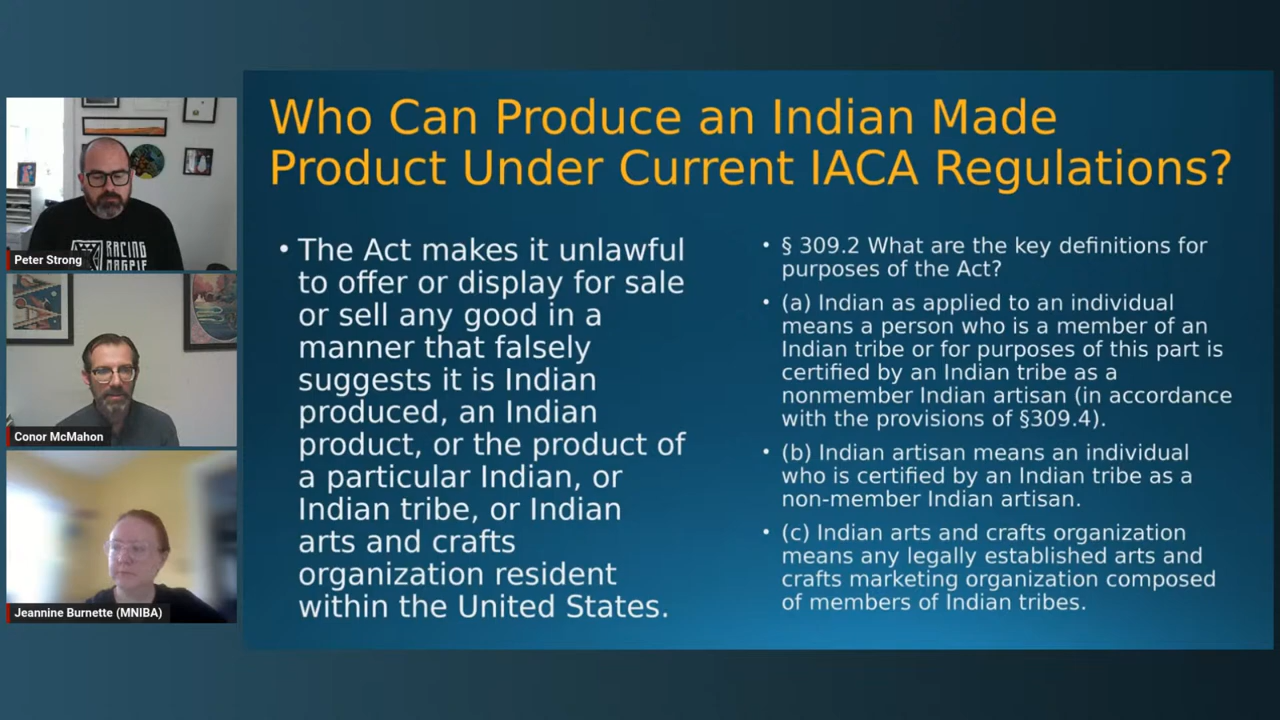 Who Can Produce an Indian Made
Product Under Current IACA Regulations?
• The Act makes it unlawful
to offer or display for sale
or sell any good in a
manner that falsely
suggests it is Indian
produced, an Indian
product, or the product of
a particular Indian, or
Indian tribe, or Indian
arts and crafts
organization resident
within the United States.
• § 309.2 What are the key definitions for
purposes of the Act?
• (a) Indian as applied to an individual
means a person who is a member of an
Indian tribe or for purposes of this part is
certified by an Indian tribe as a
nonmember Indian artisan (in accordance
with the provisions of §309.4).
• (b) Indian artisan means an individual
who is certified by an Indian tribe as a
non-member Indian artisan.
• (c) Indian arts and crafts organization
means any legally established arts and
crafts marketing organization composed
of members of Indian tribes.
RACING
MAGPIE
Peter Strong
Conor McMahon
Jeannine Burnette (MNIBA)